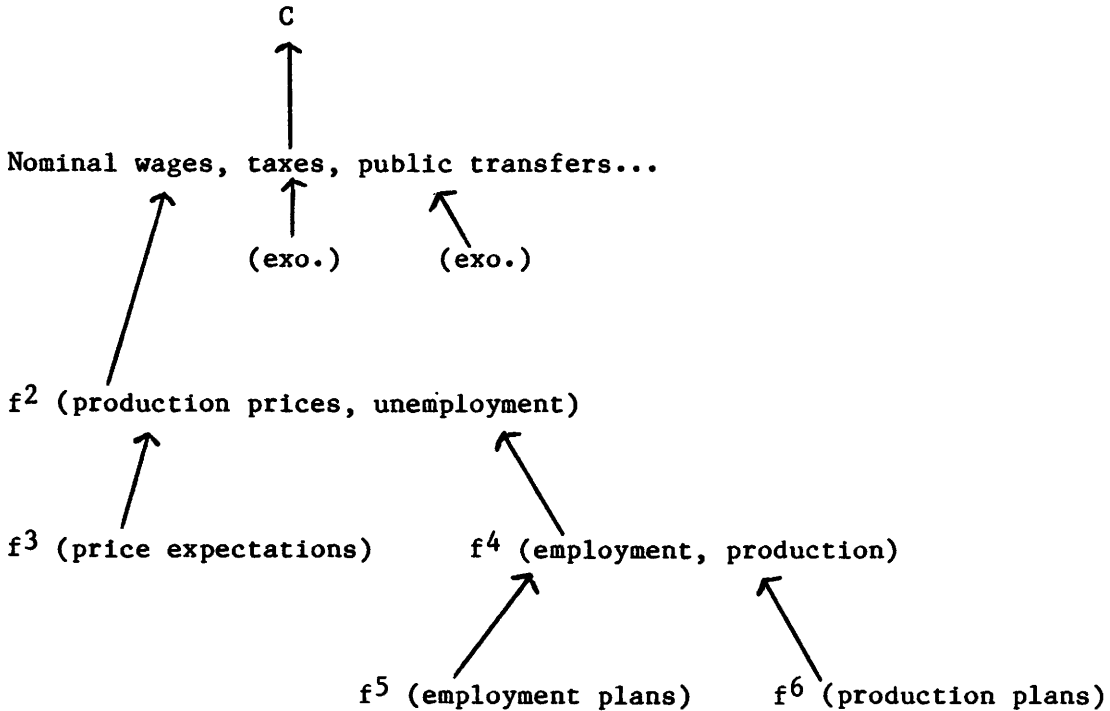 C
Nominal wages, taxes, public transfers...
(exo.) (exo.)
f² (production prices, unemployment)
f³ (price expectations) f⁴ (employment, production)
f⁵ (employment plans) f⁶ (production plans)